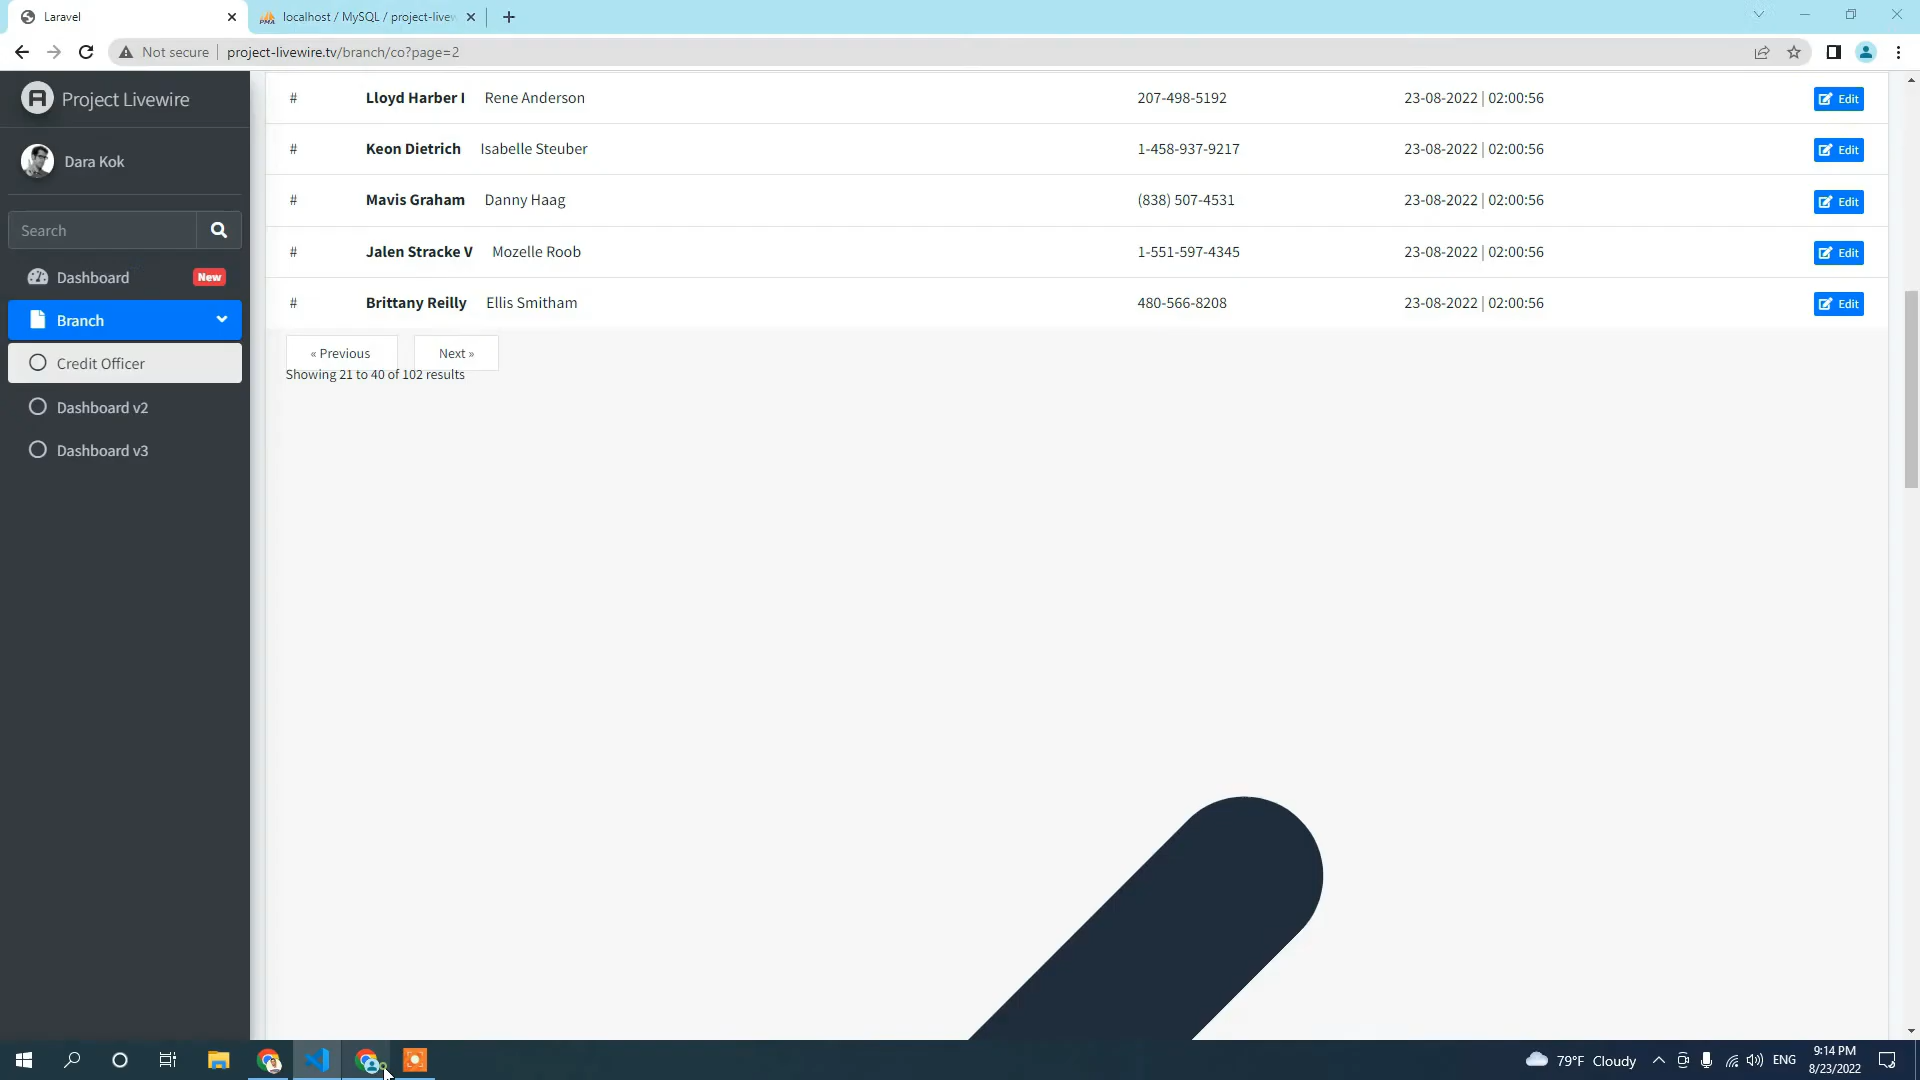 Laravel
localhost / MySQL / project-livew
Not secure
project-livewire.tv/branch/co?page=2
Project Livewire
Dara Kok
Search
Dashboard New
Branch
Credit Officer
Dashboard v2
Dashboard v3
# Lloyd Harber I Rene Anderson 207-498-5192 23-08-2022 | 02:00:56 Edit
# Keon Dietrich Isabelle Steuber 1-458-937-9217 23-08-2022 | 02:00:56 Edit
# Mavis Graham Danny Haag (838) 507-4531 23-08-2022 | 02:00:56 Edit
# Jalen Stracke V Mozelle Roob 1-551-597-4345 23-08-2022 | 02:00:56 Edit
# Brittany Reilly Ellis Smitham 480-566-8208 23-08-2022 | 02:00:56 Edit
« Previous Next »
Showing 21 to 40 of 102 results
79°F Cloudy
ENG
9:14 PM
8/23/2022